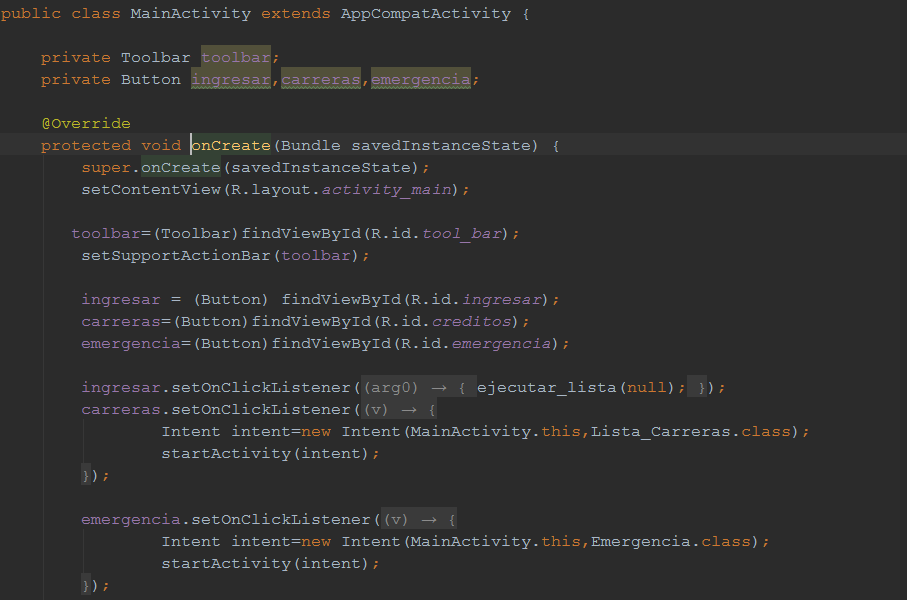 public class MainActivity extends AppCompatActivity {
private Toolbar toolbar;
private Button ingresar,carreras,emergencia;
@Override
protected void onCreate(Bundle savedInstanceState) {
super.onCreate(savedInstanceState);
setContentView(R.layout.activity_main);
toolbar=(Toolbar)findViewById(R.id.tool_bar);
setSupportActionBar(toolbar);
ingresar = (Button) findViewById(R.id.ingresar);
carreras=(Button)findViewById(R.id.creditos);
emergencia=(Button)findViewById(R.id.emergencia);
ingresar.setOnClickListener((arg0) → { ejecutar_lista(null); });
carreras.setOnClickListener((v) → {
Intent intent=new Intent(MainActivity.this,Lista_Carreras.class);
startActivity(intent);
});
emergencia.setOnClickListener((v) → {
Intent intent=new Intent(MainActivity.this,Emergencia.class);
startActivity(intent);
});